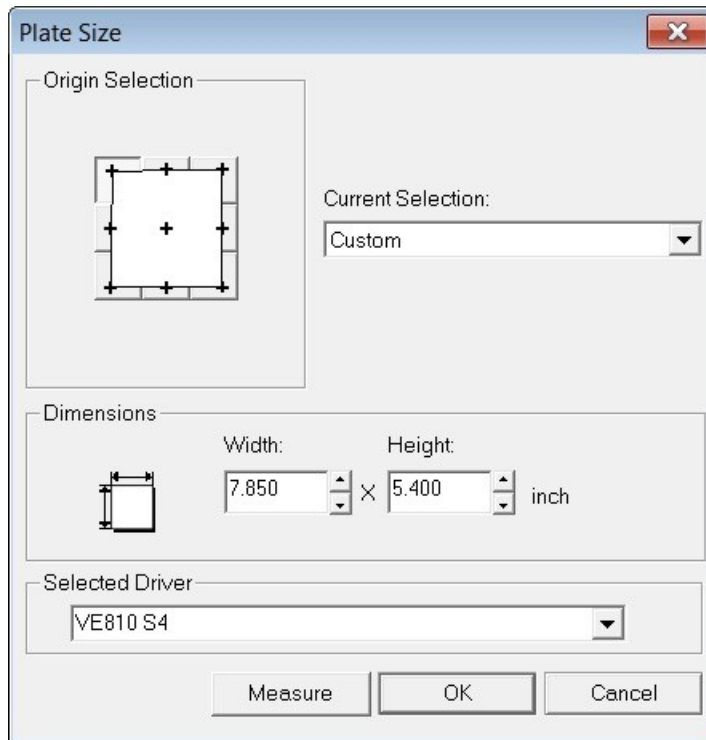 Plate Size
Origin Selection
Current Selection:
Custom
Dimensions
Width: Height:
7.850 X 5.400 inch
Selected Driver
VE810 S4
Measure OK Cancel